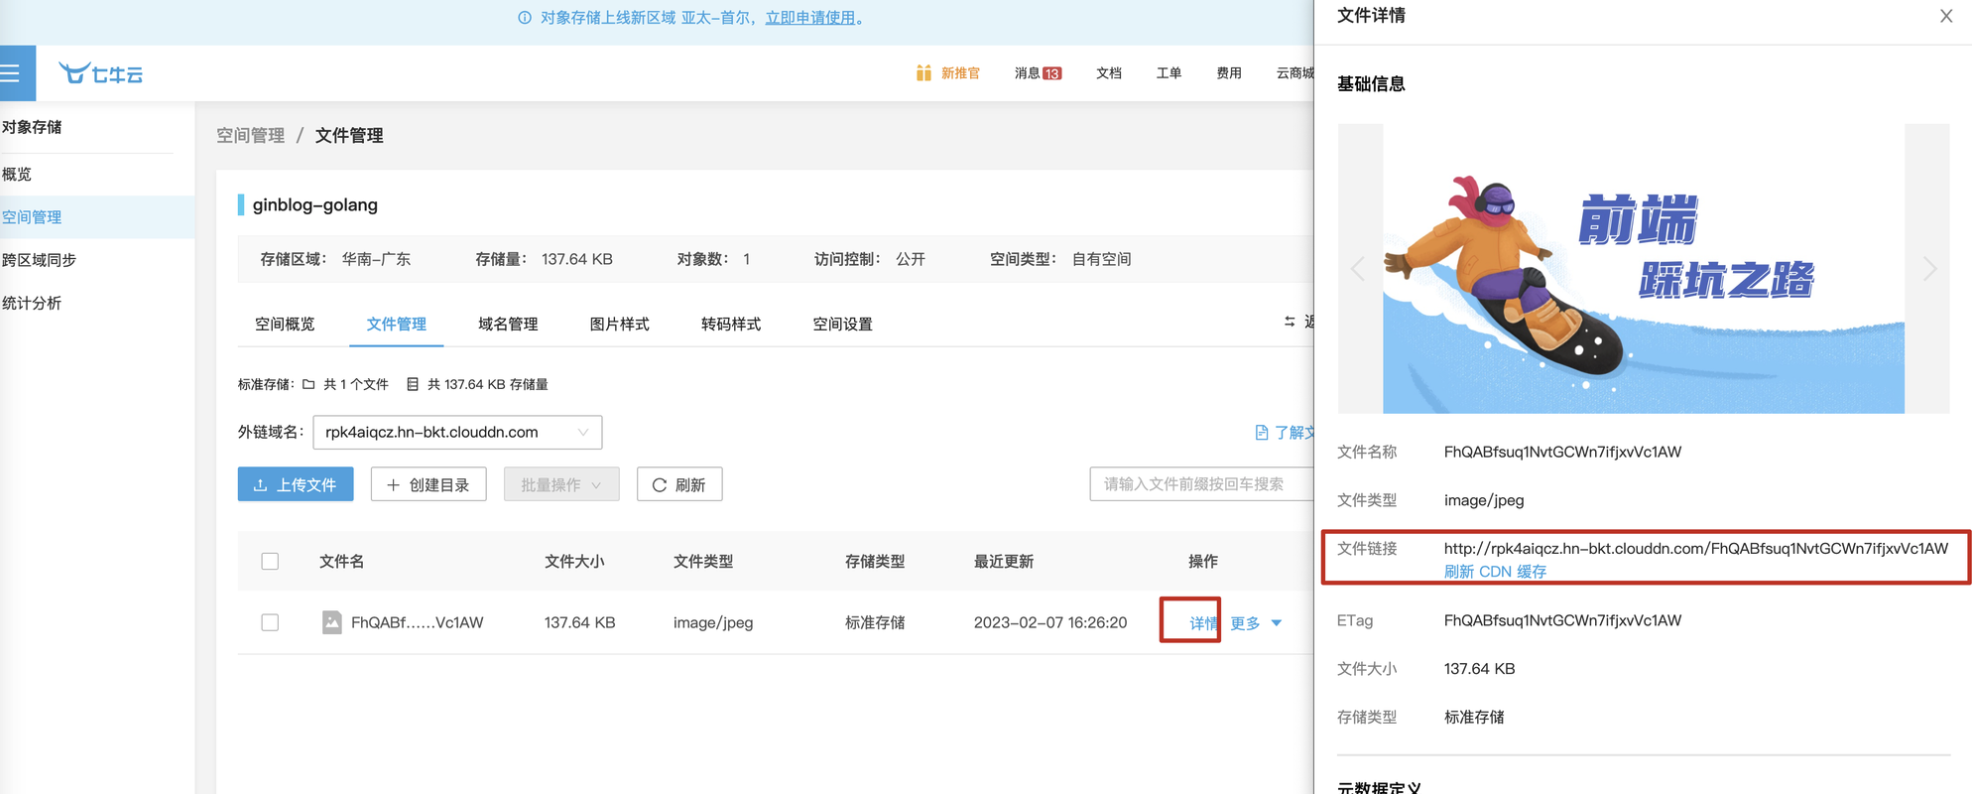 对象存储上线新区域 亚太-首尔，立即申请使用。
七牛云
新推官
消息 13
文档
工单
费用
云商城
对象存储
概览
空间管理
跨区域同步
统计分析
空间管理 / 文件管理
ginblog-golang
存储区域： 华南-广东 存储量： 137.64 KB 对象数： 1 访问控制： 公开 空间类型： 自有空间
空间概览 文件管理 域名管理 图片样式 转码样式 空间设置
标准存储： 共 1 个文件 共 137.64 KB 存储量
外链域名： rpk4aiqcz.hn-bkt.clouddn.com
了解文
上传文件 创建目录 批量操作 刷新
请输入文件前缀按回车搜索
文件名 文件大小 文件类型 存储类型 最近更新 操作
FhQABf......Vc1AW 137.64 KB image/jpeg 标准存储 2023-02-07 16:26:20 详情 更多
文件详情
基础信息
前端
踩坑之路
文件名称 FhQABfsuq1NvtGCWn7ifjxvVc1AW
文件类型 image/jpeg
文件链接 http://rpk4aiqcz.hn-bkt.clouddn.com/FhQABfsuq1NvtGCWn7ifjxvVc1AW
刷新 CDN 缓存
ETag FhQABfsuq1NvtGCWn7ifjxvVc1AW
文件大小 137.64 KB
存储类型 标准存储
元数据定义